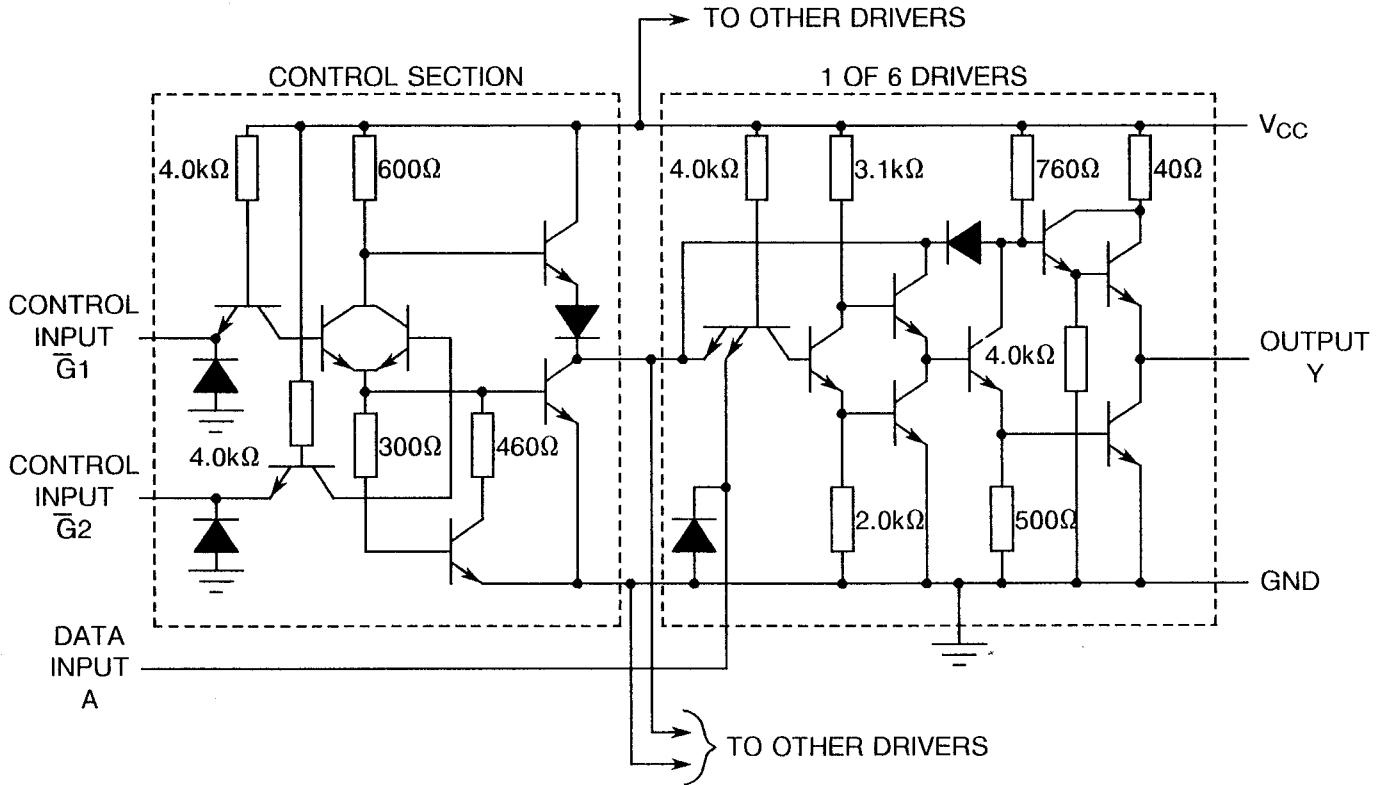 TO OTHER DRIVERS
CONTROL SECTION
1 OF 6 DRIVERS
VCC
4.0kΩ
600Ω
4.0kΩ
3.1kΩ
760Ω
40Ω
CONTROL
INPUT
G̅1
4.0kΩ
OUTPUT
Y
CONTROL
INPUT
G̅2
4.0kΩ
300Ω
460Ω
2.0kΩ
500Ω
GND
DATA
INPUT
A
TO OTHER DRIVERS